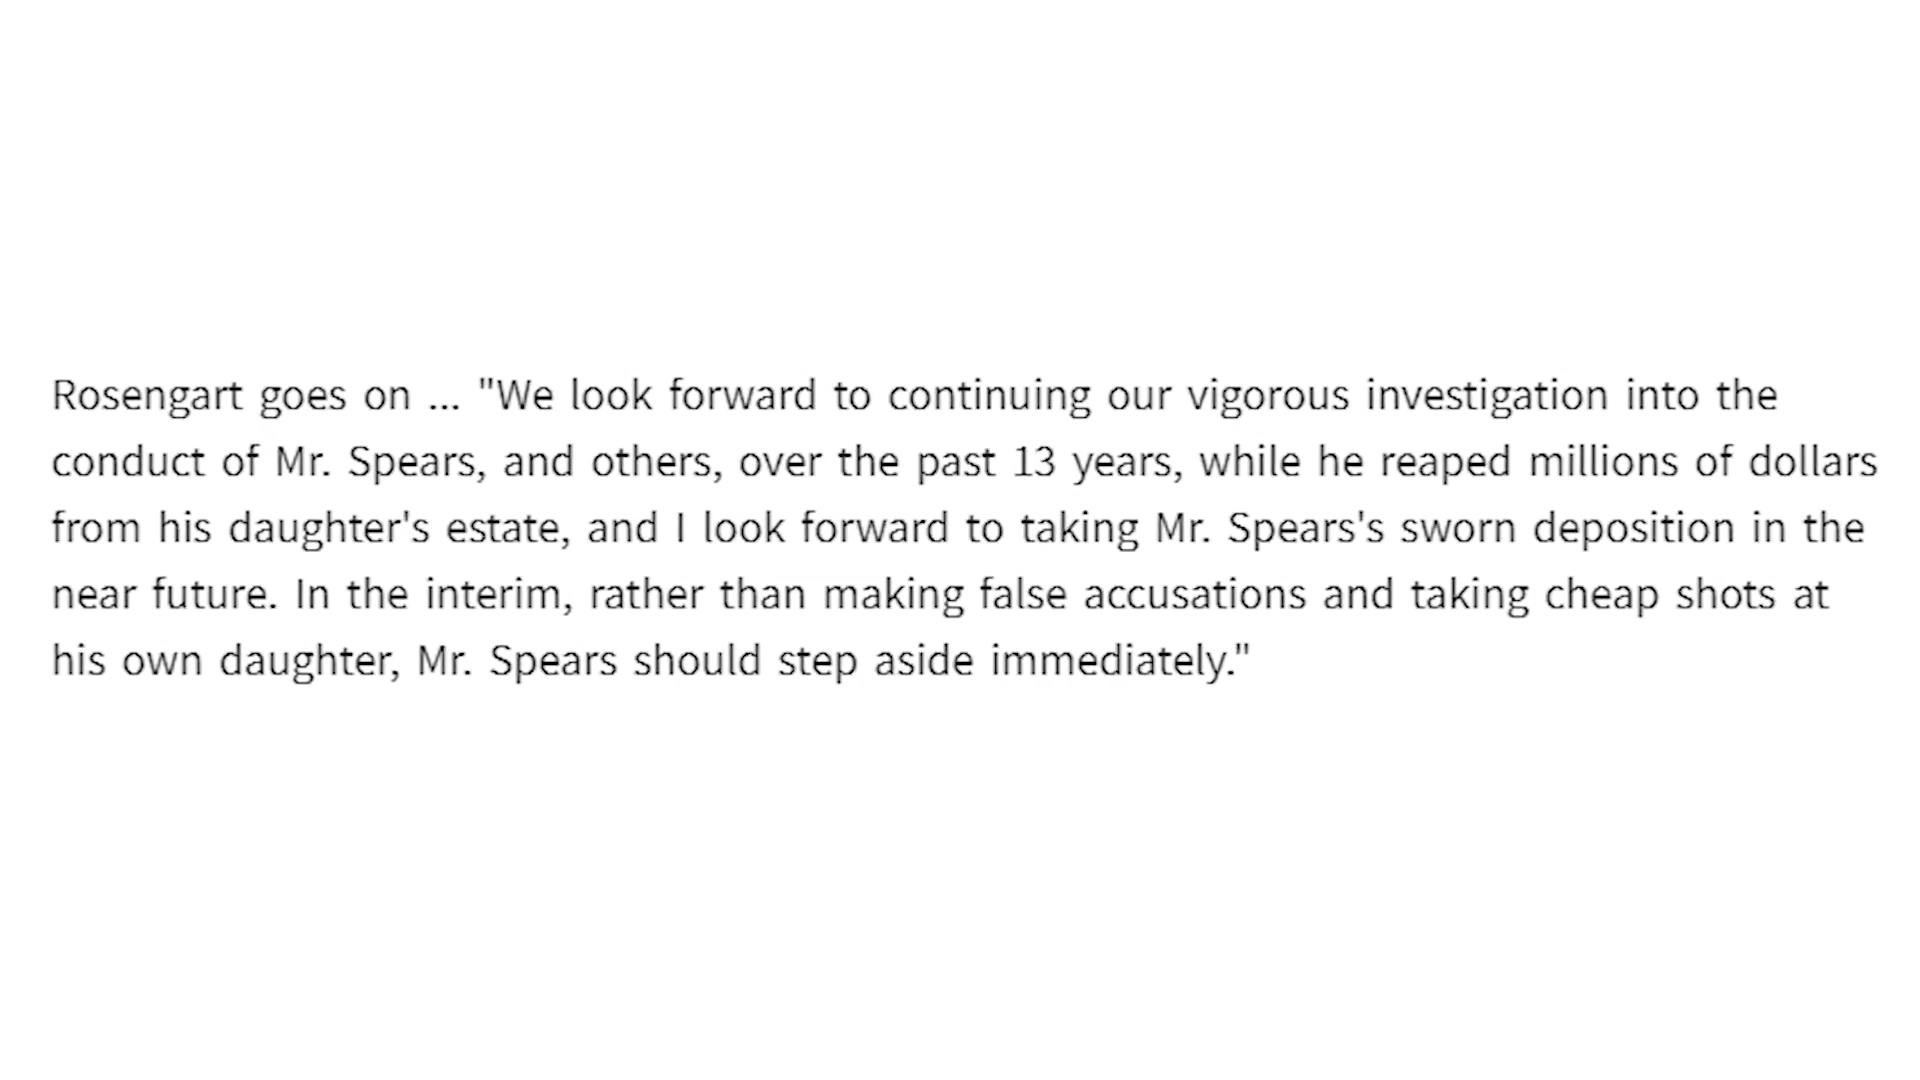 Rosengart goes on ... "We look forward to continuing our vigorous investigation into the
conduct of Mr. Spears, and others, over the past 13 years, while he reaped millions of dollars
from his daughter's estate, and I look forward to taking Mr. Spears's sworn deposition in the
near future. In the interim, rather than making false accusations and taking cheap shots at
his own daughter, Mr. Spears should step aside immediately."